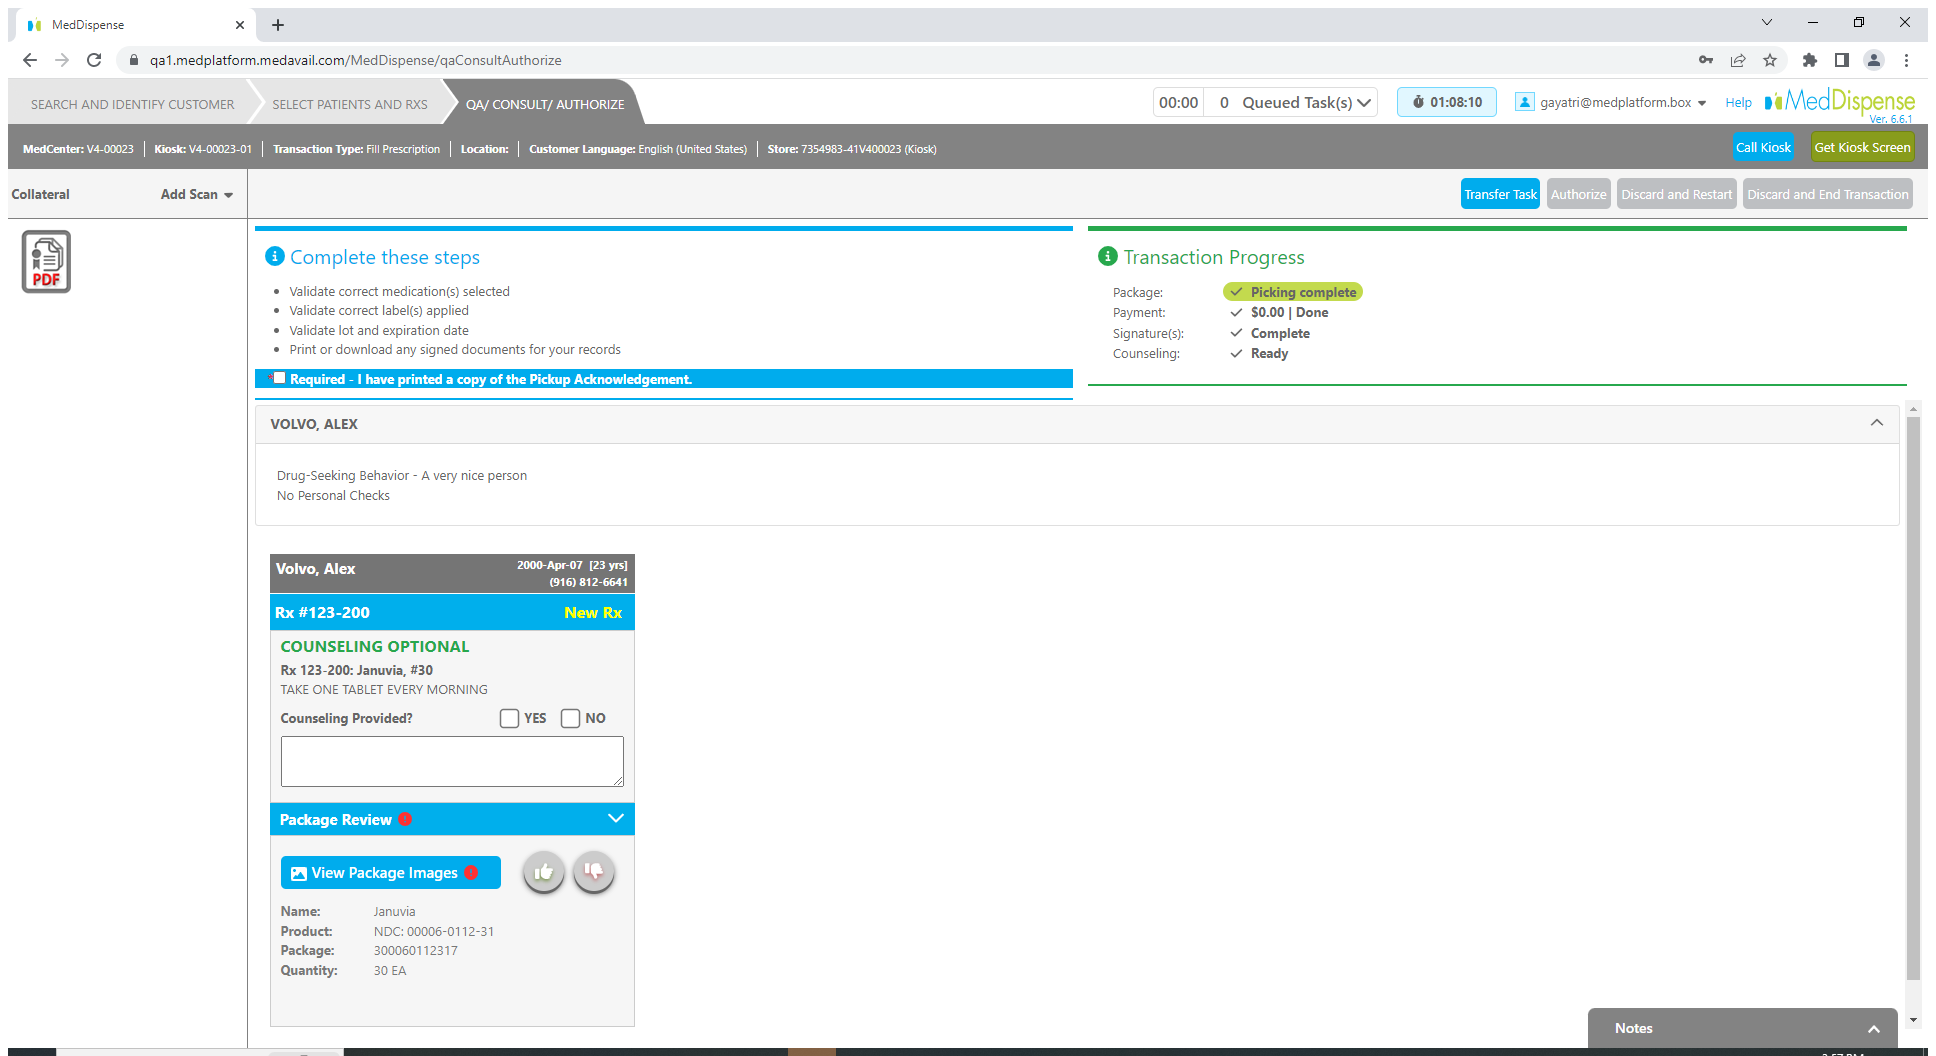 MedDispense
qa1.medplatform.medavail.com/MedDispense/qaConsultAuthorize
SEARCH AND IDENTIFY CUSTOMER
SELECT PATIENTS AND RXS
QA/ CONSULT/ AUTHORIZE
00:00 0 Queued Task(s)
01:08:10
gayatri@medplatform.box
Help
MedDispense
Ver. 6.6.1
MedCenter: V4-00023 Kiosk: V4-00023-01 Transaction Type: Fill Prescription Location: Customer Language: English (United States) Store: 7354983-41V400023 (Kiosk)
Call Kiosk
Get Kiosk Screen
Collateral
Add Scan
Transfer Task
Authorize
Discard and Restart
Discard and End Transaction
PDF
Complete these steps
Validate correct medication(s) selected
Validate correct label(s) applied
Validate lot and expiration date
Print or download any signed documents for your records
* Required - I have printed a copy of the Pickup Acknowledgement.
Transaction Progress
Package: Picking complete
Payment: $0.00 | Done
Signature(s): Complete
Counseling: Ready
VOLVO, ALEX
Drug-Seeking Behavior - A very nice person
No Personal Checks
Volvo, Alex
2000-Apr-07 [23 yrs]
(916) 812-6641
Rx #123-200
New Rx
COUNSELING OPTIONAL
Rx 123-200: Januvia, #30
TAKE ONE TABLET EVERY MORNING
Counseling Provided? YES NO
Package Review
View Package Images
Name: Januvia
Product: NDC: 00006-0112-31
Package: 300060112317
Quantity: 30 EA
Notes